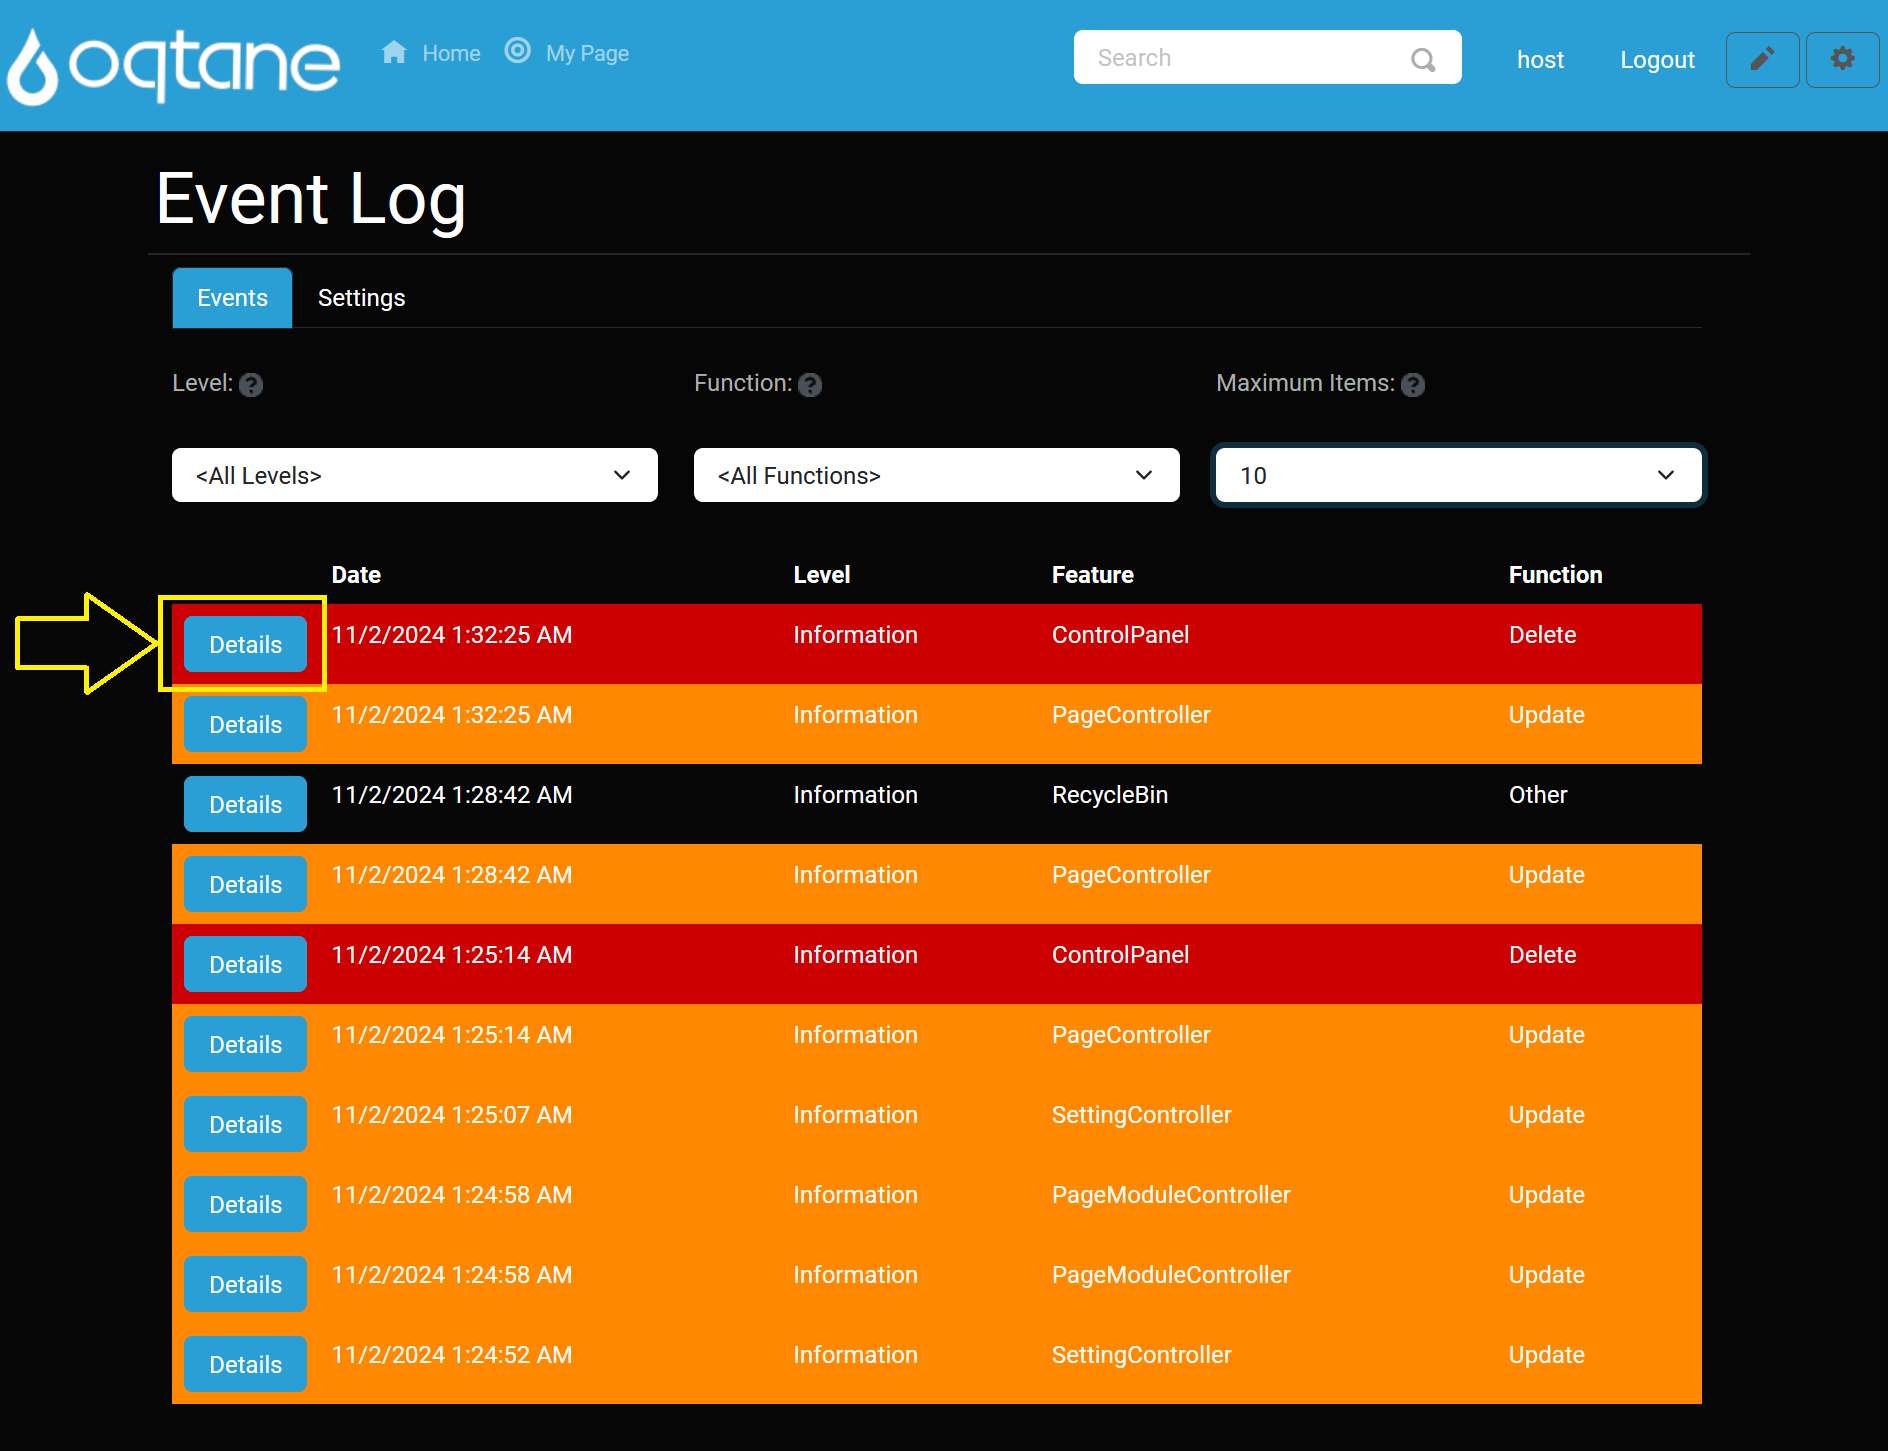 oqtane Home My Page Search host Logout
Event Log
Events Settings
Level: ? Function: ? Maximum Items: ?
<All Levels> <All Functions> 10
Date Level Feature Function
Details 11/2/2024 1:32:25 AM Information ControlPanel Delete
Details 11/2/2024 1:32:25 AM Information PageController Update
Details 11/2/2024 1:28:42 AM Information RecycleBin Other
Details 11/2/2024 1:28:42 AM Information PageController Update
Details 11/2/2024 1:25:14 AM Information ControlPanel Delete
Details 11/2/2024 1:25:14 AM Information PageController Update
Details 11/2/2024 1:25:07 AM Information SettingController Update
Details 11/2/2024 1:24:58 AM Information PageModuleController Update
Details 11/2/2024 1:24:58 AM Information PageModuleController Update
Details 11/2/2024 1:24:52 AM Information SettingController Update